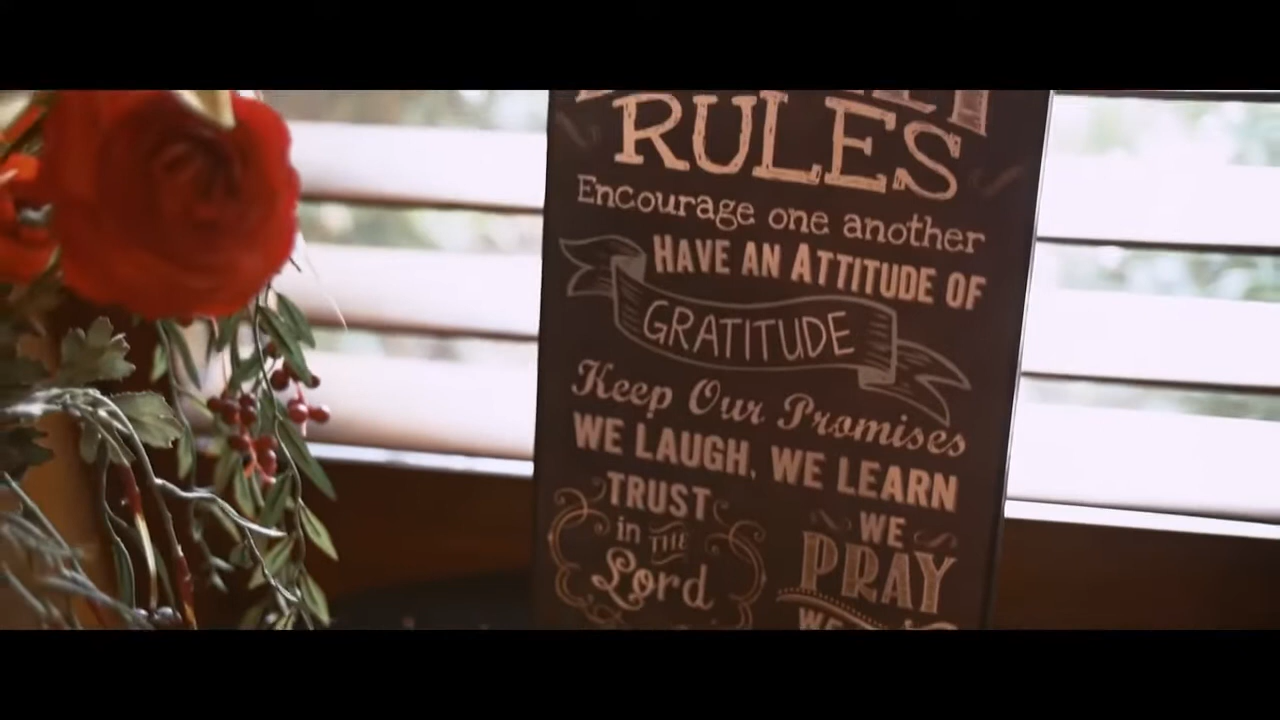 RULES
Encourage one another
HAVE AN ATTITUDE OF
GRATITUDE
Keep Our Promises
WE LAUGH, WE LEARN
TRUST
in THE
Lord
WE
PRAY
WE